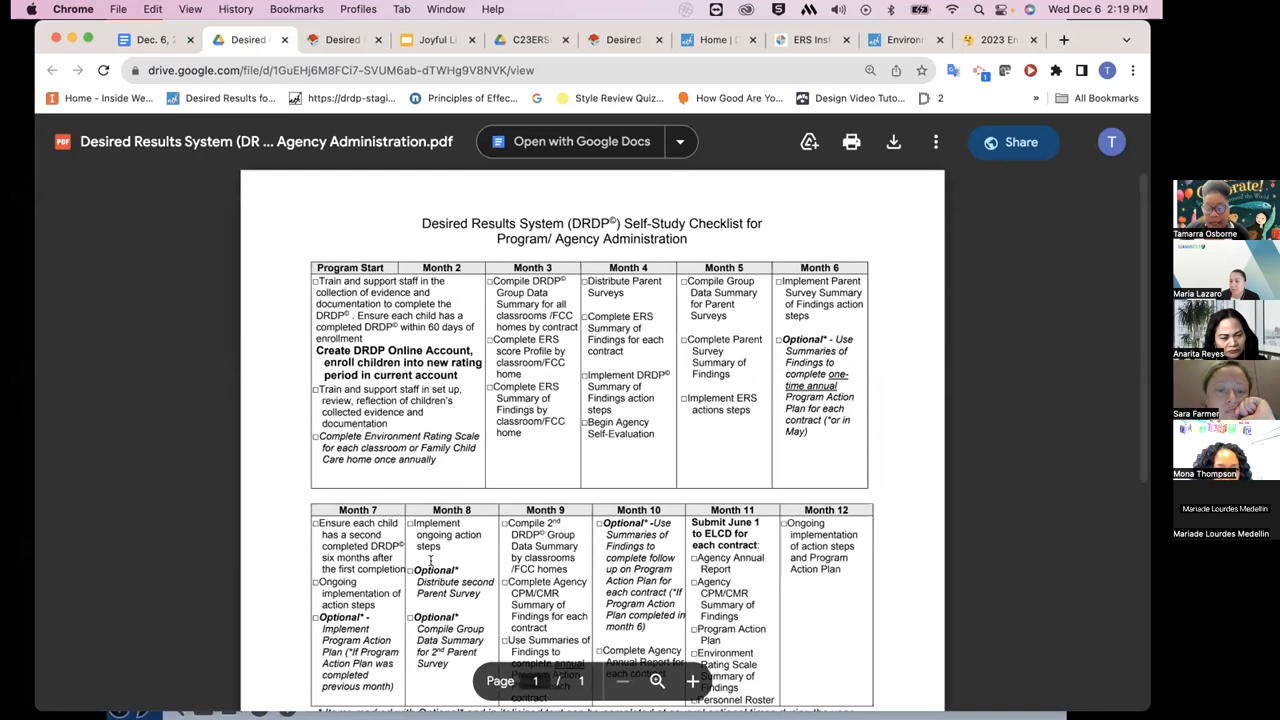 Chrome File Edit View History Bookmarks Profiles Tab Window Help Wed Dec 6 2:19 PM
Dec. 6, 2 Desired Desired Joyful Li C23ERS Desired Home | D ERS Inst Environ 2023 En
drive.google.com/file/d/1GuEHj6M8FCi7-SVUM6ab-dTWHg9V8NVK/view
Home - Inside We... Desired Results fo... https://drdp-stagi... Principles of Effec... Style Review Quiz... How Good Are Yo... Design Video Tuto... 2 » All Bookmarks
PDF Desired Results System (DR ... Agency Administration.pdf Open with Google Docs Share T
Desired Results System (DRDP©) Self-Study Checklist for
Program/ Agency Administration
Program Start Month 2
□Train and support staff in the
collection of evidence and
documentation to complete the
DRDP© . Ensure each child has a
completed DRDP© within 60 days of
enrollment
Create DRDP Online Account,
enroll children into new rating
period in current account
□Train and support staff in set up,
review, reflection of children's
collected evidence and
documentation
□Complete Environment Rating Scale
for each classroom or Family Child
Care home once annually
Month 3
□Compile DRDP©
Group Data
Summary for all
classrooms /FCC
homes by contract
□Complete ERS
score Profile by
classroom/FCC
home
□Complete ERS
Summary of
Findings by
classroom/FCC
home
Month 4
□Distribute Parent
Surveys
□Complete ERS
Summary of
Findings for each
contract
□Implement DRDP©
Summary of
Findings action
steps
□Begin Agency
Self-Evaluation
Month 5
□Compile Group
Data Summary
for Parent
Surveys
□Complete Parent
Survey
Summary of
Findings
□Implement ERS
actions steps
Month 6
□Implement Parent
Survey Summary
of Findings action
steps
□Optional* - Use
Summaries of
Findings to
complete one-
time annual
Program Action
Plan for each
contract (*or in
May)
Month 7
□Ensure each child
has a second
completed DRDP©
six months after
the first completion
□Ongoing
implementation of
action steps
□Optional* -
Implement
Program Action
Plan (*If Program
Action Plan was
completed
previous month)
Month 8
□Implement
ongoing action
steps
□Optional*
Distribute second
Parent Survey
□Optional*
Compile Group
Data Summary
for 2nd Parent
Survey
Month 9
□Compile 2nd
DRDP© Group
Data Summary
by classrooms
/FCC homes
□Complete Agency
CPM/CMR
Summary of
Findings for each
contract
□Use Summaries of
Findings to
complete annual
Program Action
Plan each
contract
Month 10
□Optional* -Use
Summaries of
Findings to
complete follow
up on Program
Action Plan for
each contract (*If
Program Action
Plan completed in
month 6)
□Complete Agency
Annual Report for
each contract
Month 11
Submit June 1
to ELCD for
each contract:
□Agency Annual
Report
□Agency
CPM/CMR
Summary of
Findings
□Program Action
Plan
□Environment
Rating Scale
Summary of
Findings
□Personnel Roster
Month 12
□Ongoing
implementation
of action steps
and Program
Action Plan
Page 1 / 1
Celebrate!
Around the World
Tamarra Osborne
Maria Lazaro
Anarita Reyes
Sara Farmer
Mona Thompson
Mariade Lourdes Medellin
Mariade Lourdes Medellin